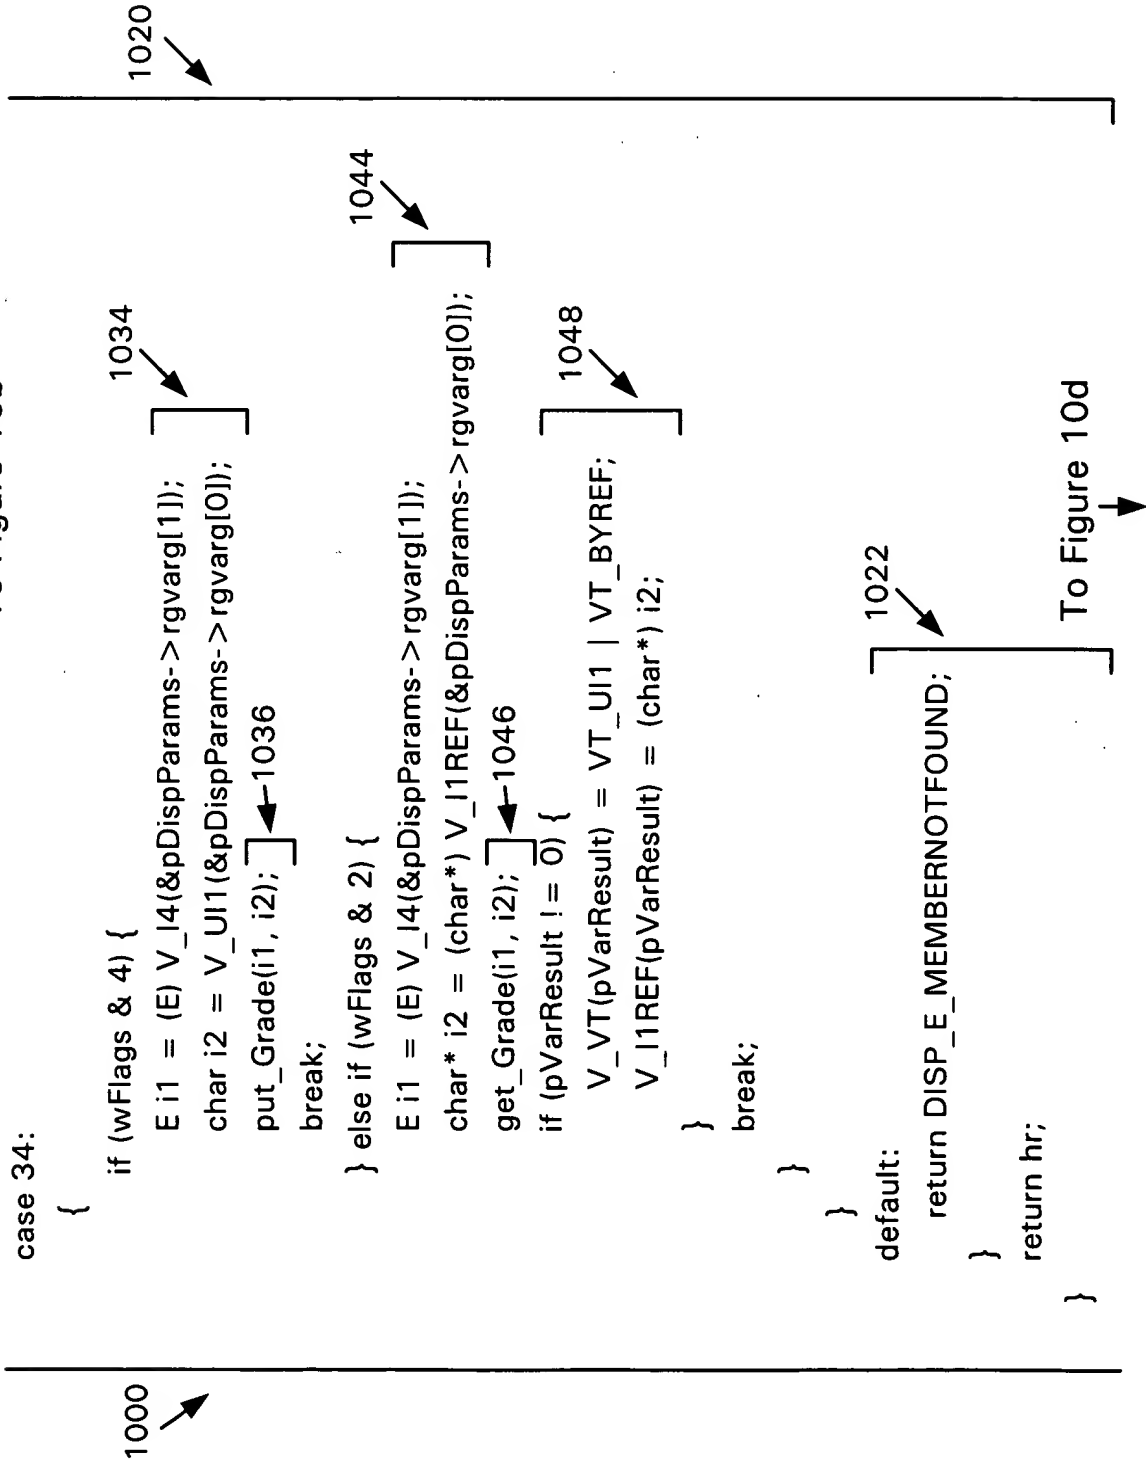 case 34:
{
if (wFlags & 4) {
E i1 = (E) V_I4(&pDispParams->rgvarg[1]);
char i2 = V_UI1(&pDispParams->rgvarg[0]);
1034
put_Grade(i1, i2);
1036
break;
} else if (wFlags & 2) {
E i1 = (E) V_I4(&pDispParams->rgvarg[1]);
char* i2 = (char*) V_I1REF(&pDispParams->rgvarg[0]);
1044
get_Grade(i1, i2);
1046
if (pVarResult != 0) {
V_VT(pVarResult) = VT_UI1 | VT_BYREF;
V_I1REF(pVarResult) = (char*) i2;
1048
}
break;
}
}
default:
return DISP_E_MEMBERNOTFOUND;
1022
}
return hr;
}
1000
1020
To Figure 10d